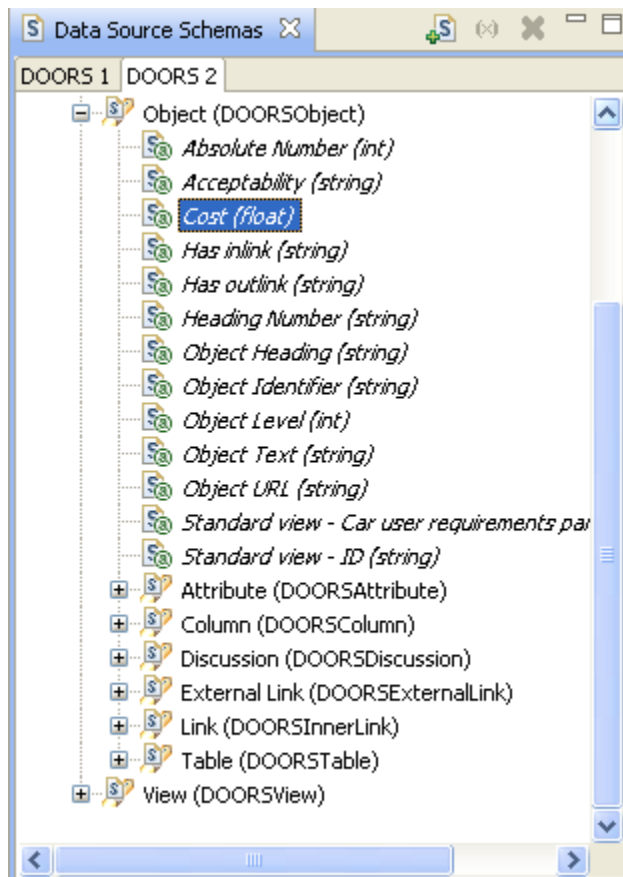 Data Source Schemas
DOORS 1 DOORS 2
Object (DOORSObject)
Absolute Number (int)
Acceptability (string)
Cost (float)
Has inlink (string)
Has outlink (string)
Heading Number (string)
Object Heading (string)
Object Identifier (string)
Object Level (int)
Object Text (string)
Object URL (string)
Standard view - Car user requirements par
Standard view - ID (string)
Attribute (DOORSAttribute)
Column (DOORSColumn)
Discussion (DOORSDiscussion)
External Link (DOORSExternalLink)
Link (DOORSInnerLink)
Table (DOORSTable)
View (DOORSView)